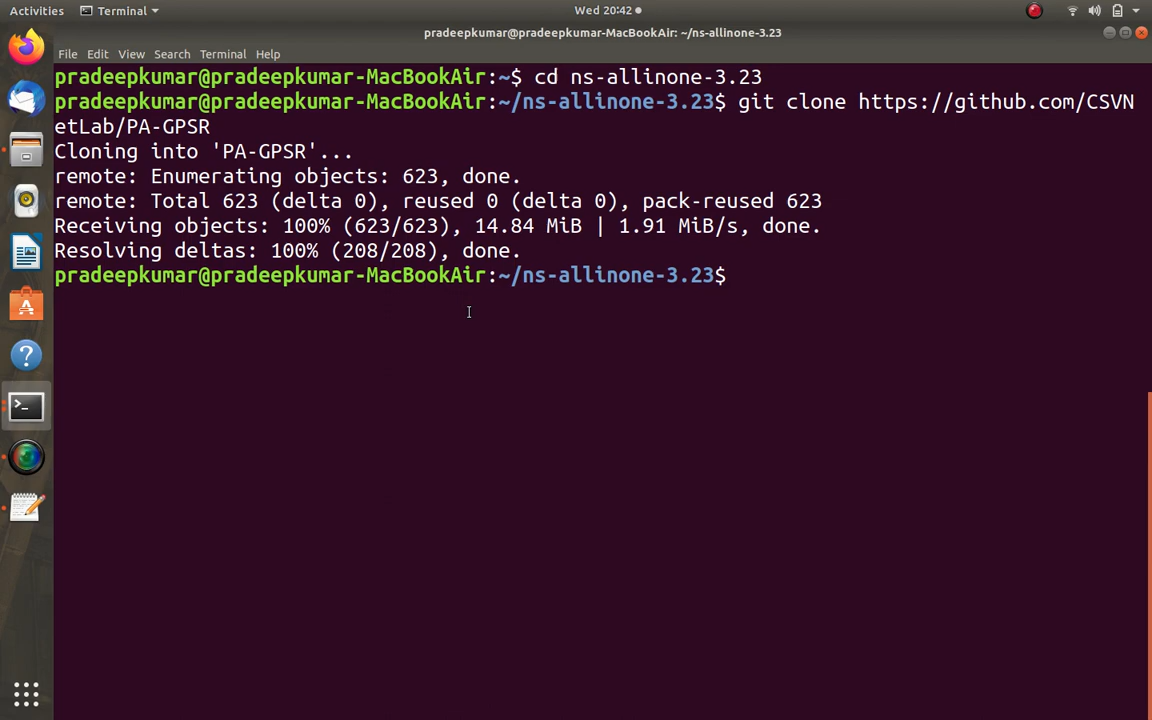 Activities Terminal Wed 20:42
pradeepkumar@pradeepkumar-MacBookAir: ~/ns-allinone-3.23
File Edit View Search Terminal Help
pradeepkumar@pradeepkumar-MacBookAir:~$ cd ns-allinone-3.23
pradeepkumar@pradeepkumar-MacBookAir:~/ns-allinone-3.23$ git clone https://github.com/CSVN
etLab/PA-GPSR
Cloning into 'PA-GPSR'...
remote: Enumerating objects: 623, done.
remote: Total 623 (delta 0), reused 0 (delta 0), pack-reused 623
Receiving objects: 100% (623/623), 14.84 MiB | 1.91 MiB/s, done.
Resolving deltas: 100% (208/208), done.
pradeepkumar@pradeepkumar-MacBookAir:~/ns-allinone-3.23$